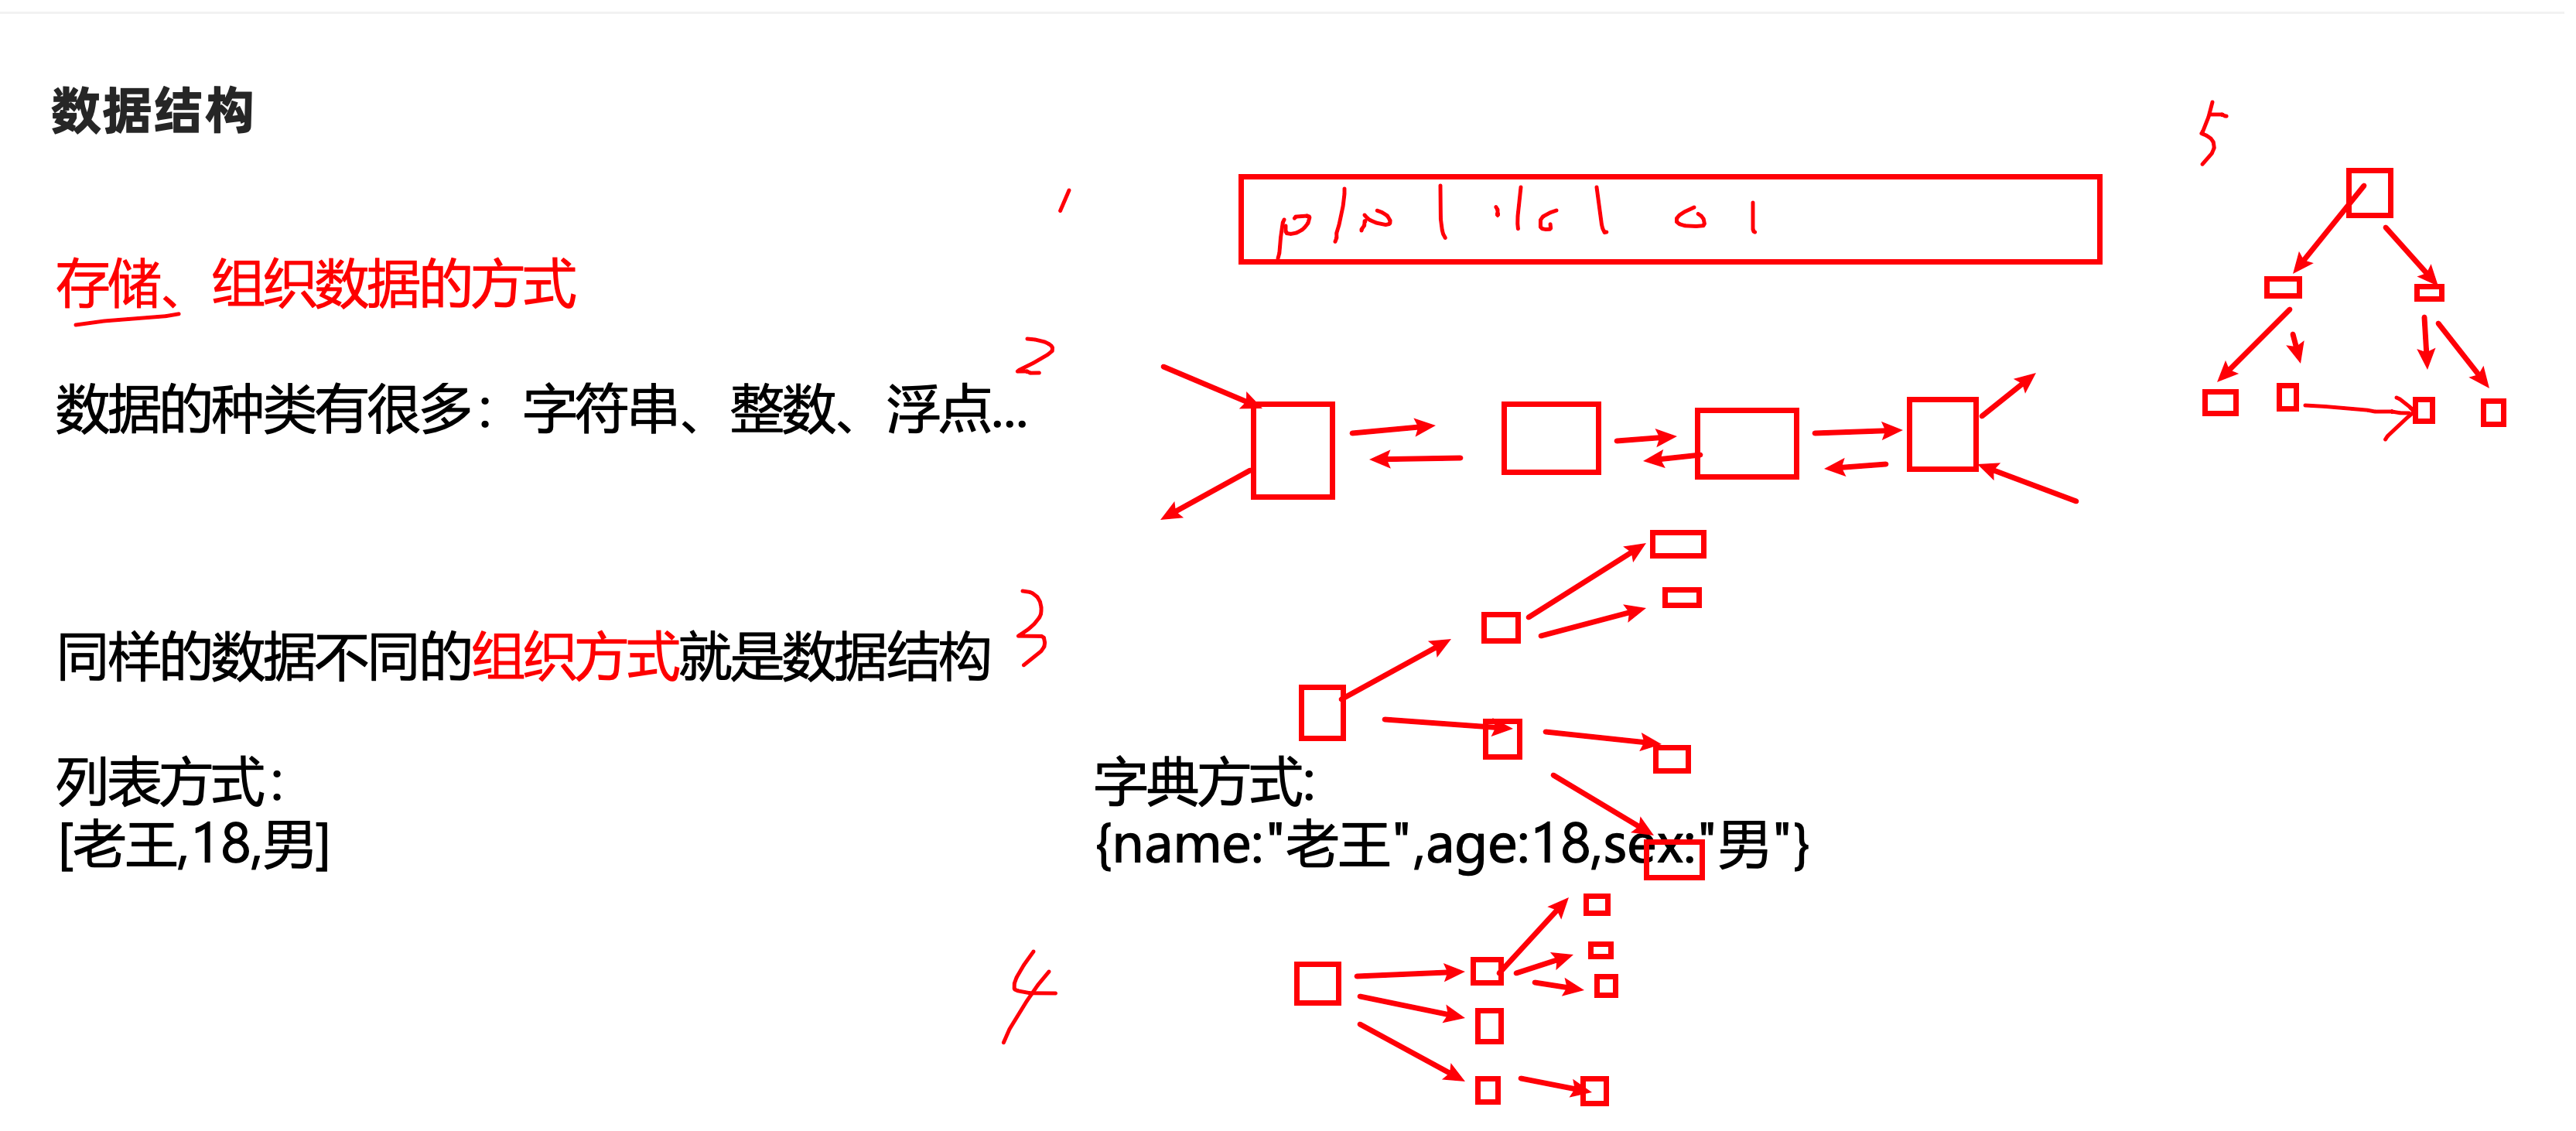 数据结构
1
5
存储、组织数据的方式
2
数据的种类有很多：字符串、整数、浮点...
3
同样的数据不同的组织方式就是数据结构
列表方式：
[老王,18,男]
字典方式：
{name:"老王",age:18,sex:"男"}
4